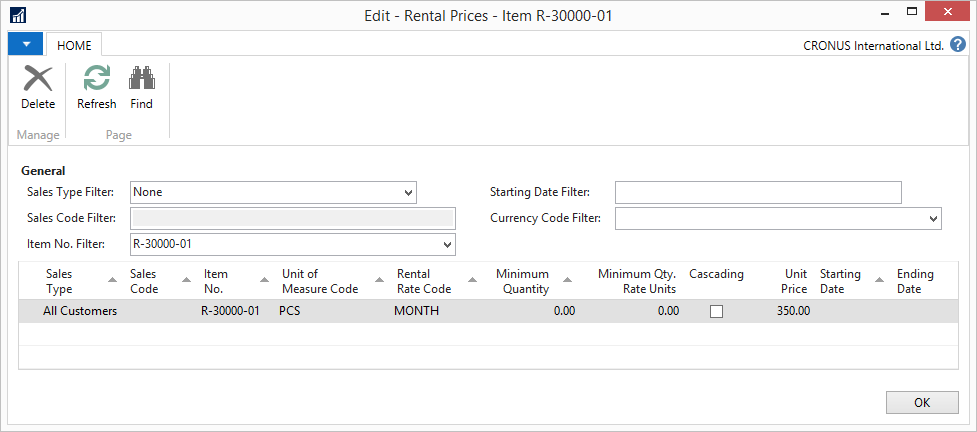 Edit - Rental Prices - Item R-30000-01
HOME
CRONUS International Ltd.
?
Delete
Refresh
Find
Manage
Page
General
Sales Type Filter: None
Starting Date Filter:
Sales Code Filter:
Currency Code Filter:
Item No. Filter: R-30000-01
Sales Type
Sales Code
Item No.
Unit of Measure Code
Rental Rate Code
Minimum Quantity
Minimum Qty. Rate Units
Cascading
Unit Price
Starting Date
Ending Date
All Customers R-30000-01 PCS MONTH 0.00 0.00 350.00
OK